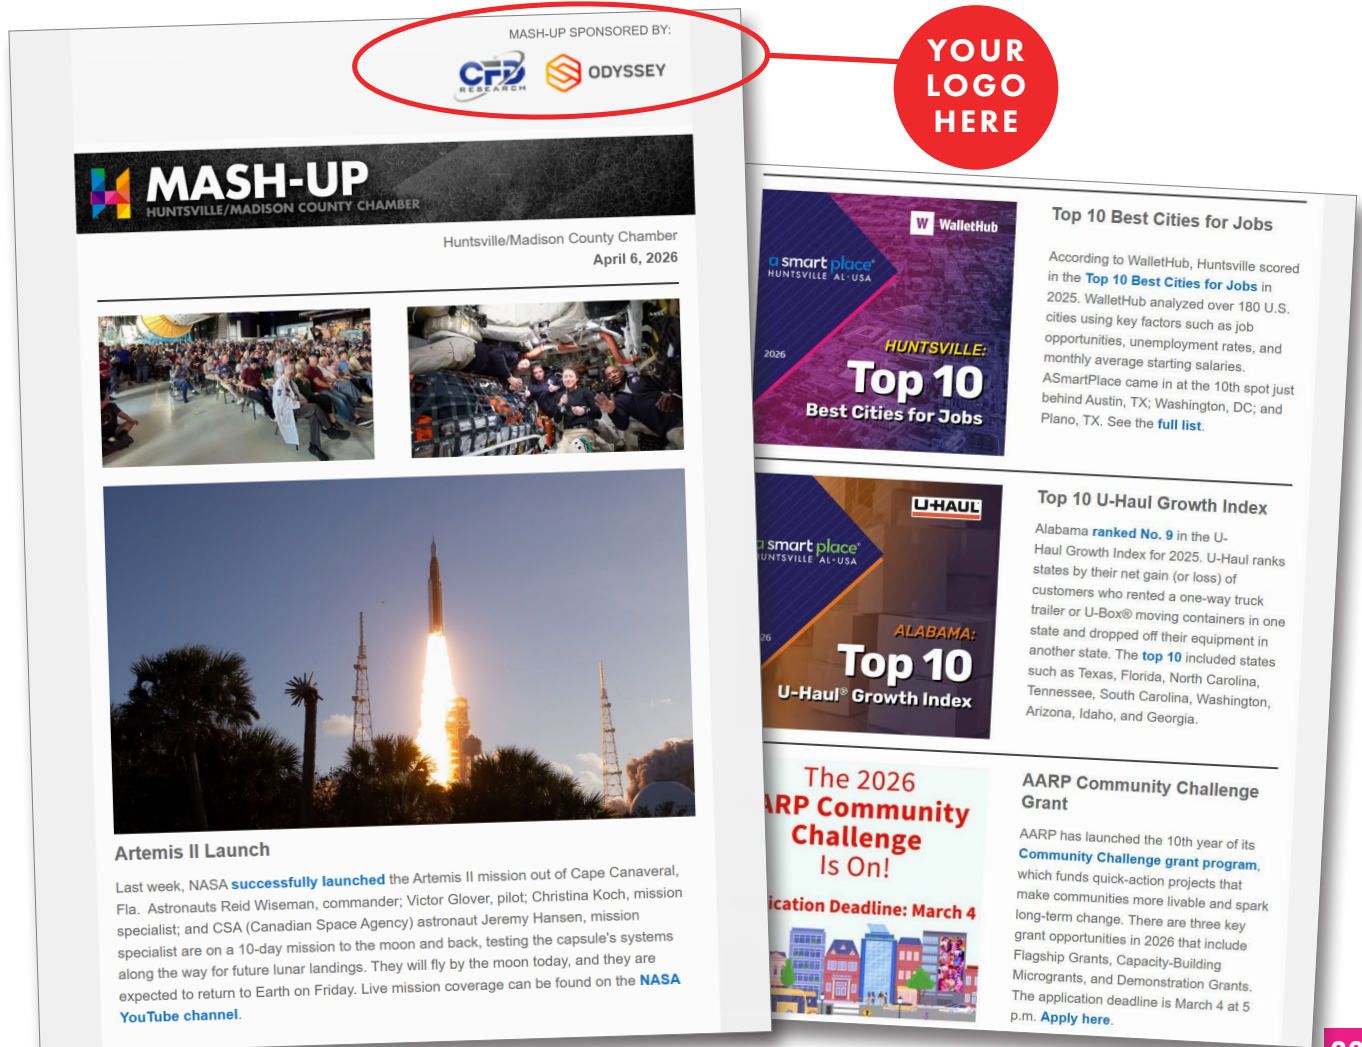 MASH-UP SPONSORED BY:
CFD
RESEARCH
ODYSSEY
YOUR
LOGO
HERE
MASH-UP
HUNTSVILLE/MADISON COUNTY CHAMBER
Huntsville/Madison County Chamber
April 6, 2026
Artemis II Launch
Last week, NASA successfully launched the Artemis II mission out of Cape Canaveral,
Fla. Astronauts Reid Wiseman, commander; Victor Glover, pilot; Christina Koch, mission
specialist; and CSA (Canadian Space Agency) astronaut Jeremy Hansen, mission
specialist are on a 10-day mission to the moon and back, testing the capsule's systems
along the way for future lunar landings. They will fly by the moon today, and they are
expected to return to Earth on Friday. Live mission coverage can be found on the NASA
YouTube channel.
W WalletHub
a smart place
HUNTSVILLE AL·USA
2026
HUNTSVILLE:
Top 10
Best Cities for Jobs
Top 10 Best Cities for Jobs
According to WalletHub, Huntsville scored
in the Top 10 Best Cities for Jobs in
2025. WalletHub analyzed over 180 U.S.
cities using key factors such as job
opportunities, unemployment rates, and
monthly average starting salaries.
ASmartPlace came in at the 10th spot just
behind Austin, TX; Washington, DC; and
Plano, TX. See the full list.
U-HAUL
a smart place
HUNTSVILLE AL·USA
26
ALABAMA:
Top 10
U-Haul® Growth Index
Top 10 U-Haul Growth Index
Alabama ranked No. 9 in the U-
Haul Growth Index for 2025. U-Haul ranks
states by their net gain (or loss) of
customers who rented a one-way truck
trailer or U-Box® moving containers in one
state and dropped off their equipment in
another state. The top 10 included states
such as Texas, Florida, North Carolina,
Tennessee, South Carolina, Washington,
Arizona, Idaho, and Georgia.
The 2026
ARP Community
Challenge
Is On!
ication Deadline: March 4
AARP Community Challenge
Grant
AARP has launched the 10th year of its
Community Challenge grant program,
which funds quick-action projects that
make communities more livable and spark
long-term change. There are three key
grant opportunities in 2026 that include
Flagship Grants, Capacity-Building
Microgrants, and Demonstration Grants.
The application deadline is March 4 at 5
p.m. Apply here.